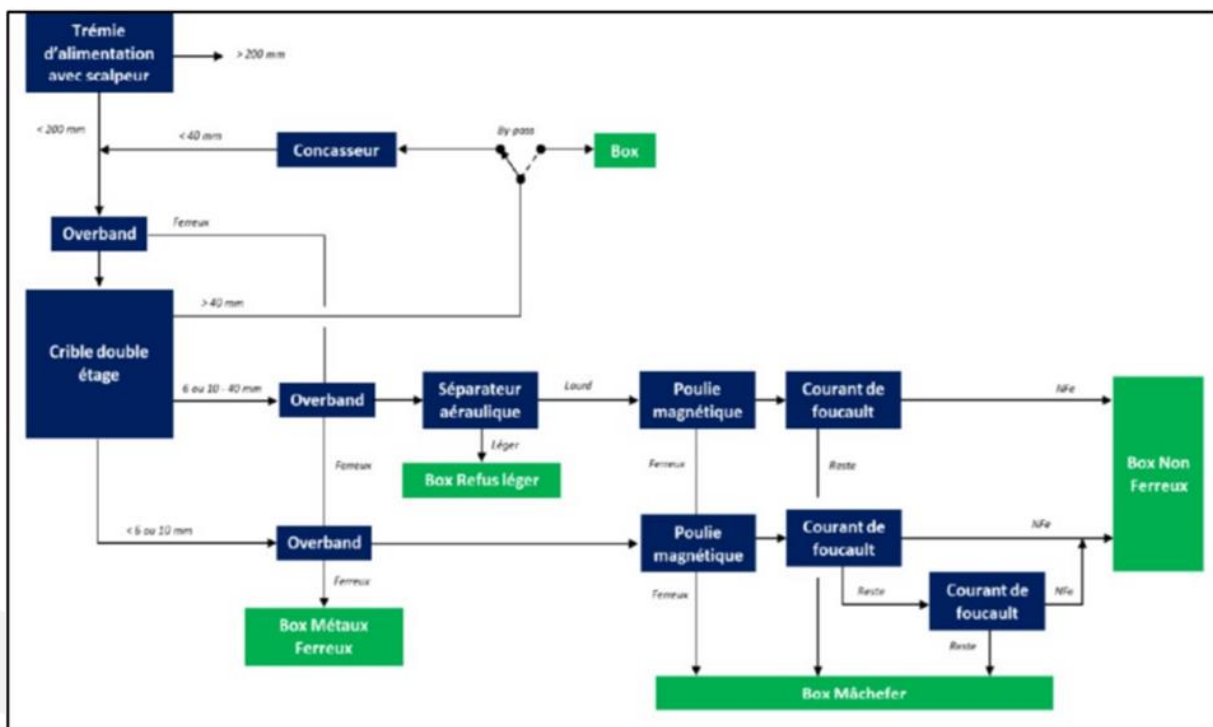 Trémie
d'alimentation
avec scalpeur
> 200 mm
< 200 mm
< 40 mm
Concasseur
By-pass
Box
Overband
Ferreux
> 40 mm
Crible double
étage
6 ou 10 - 40 mm
Overband
Séparateur
aéraulique
Lourd
Poulie
magnétique
Courant de
foucault
NFe
Léger
Ferreux
Ferreux
Reste
Box Refus léger
Box Non
Ferreux
< 6 ou 10 mm
Overband
Poulie
magnétique
Courant de
foucault
NFe
Ferreux
Ferreux
Reste
Courant de
foucault
NFe
Box Métaux
Ferreux
Reste
Box Mâchefer